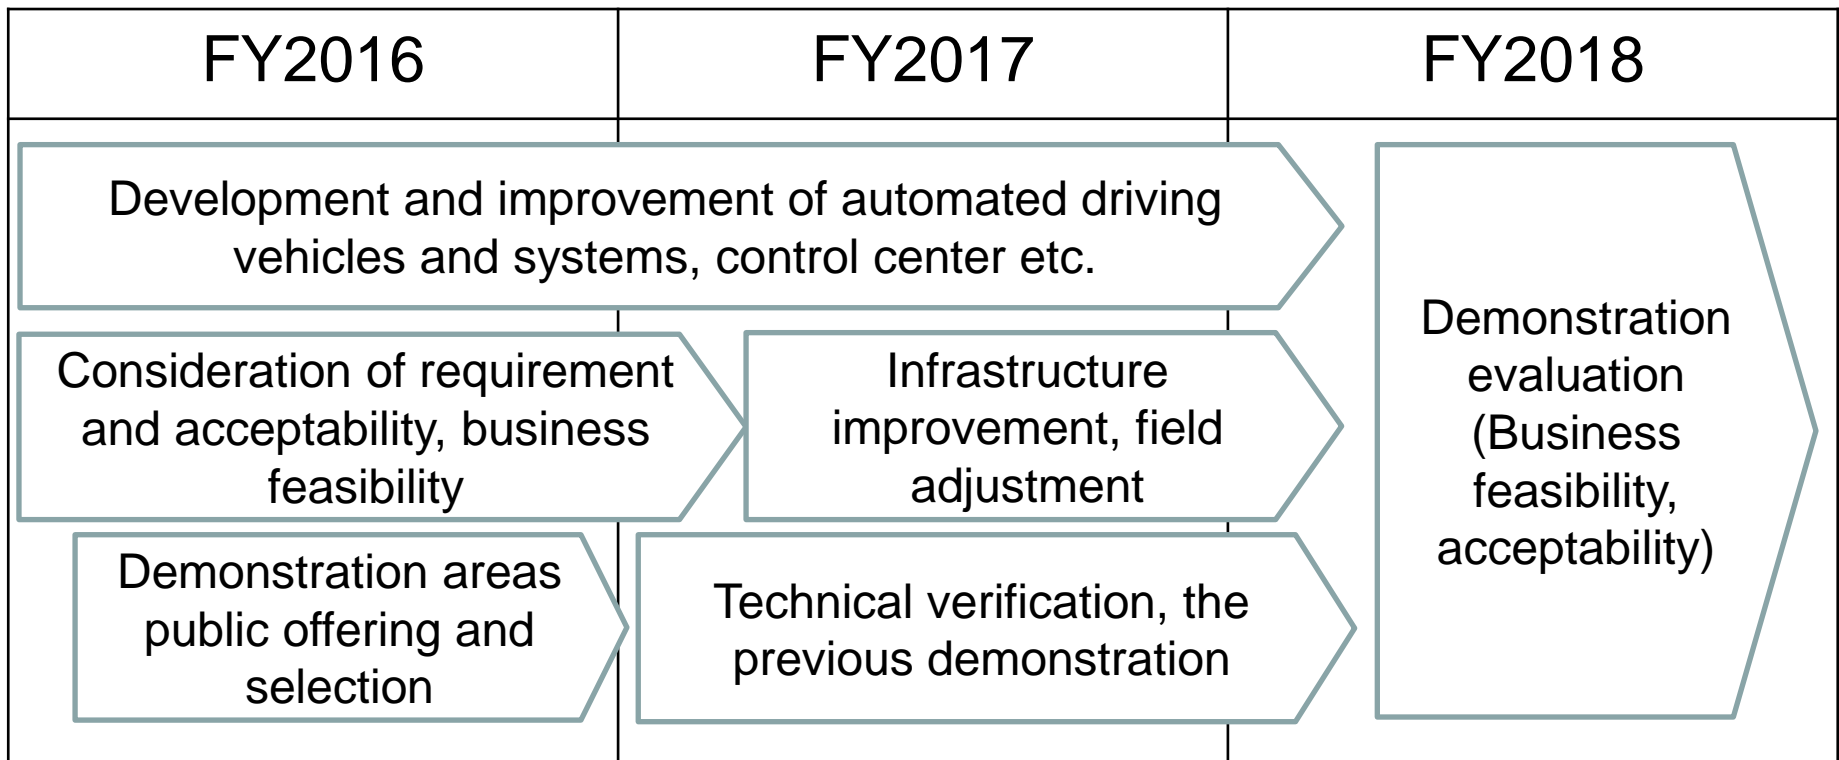 FY2016
FY2017
FY2018
Development and improvement of automated driving
vehicles and systems, control center etc.
Consideration of requirement
and acceptability, business
feasibility
Infrastructure
improvement, field
adjustment
Demonstration areas
public offering and
selection
Technical verification, the
previous demonstration
Demonstration
evaluation
(Business
feasibility,
acceptability)